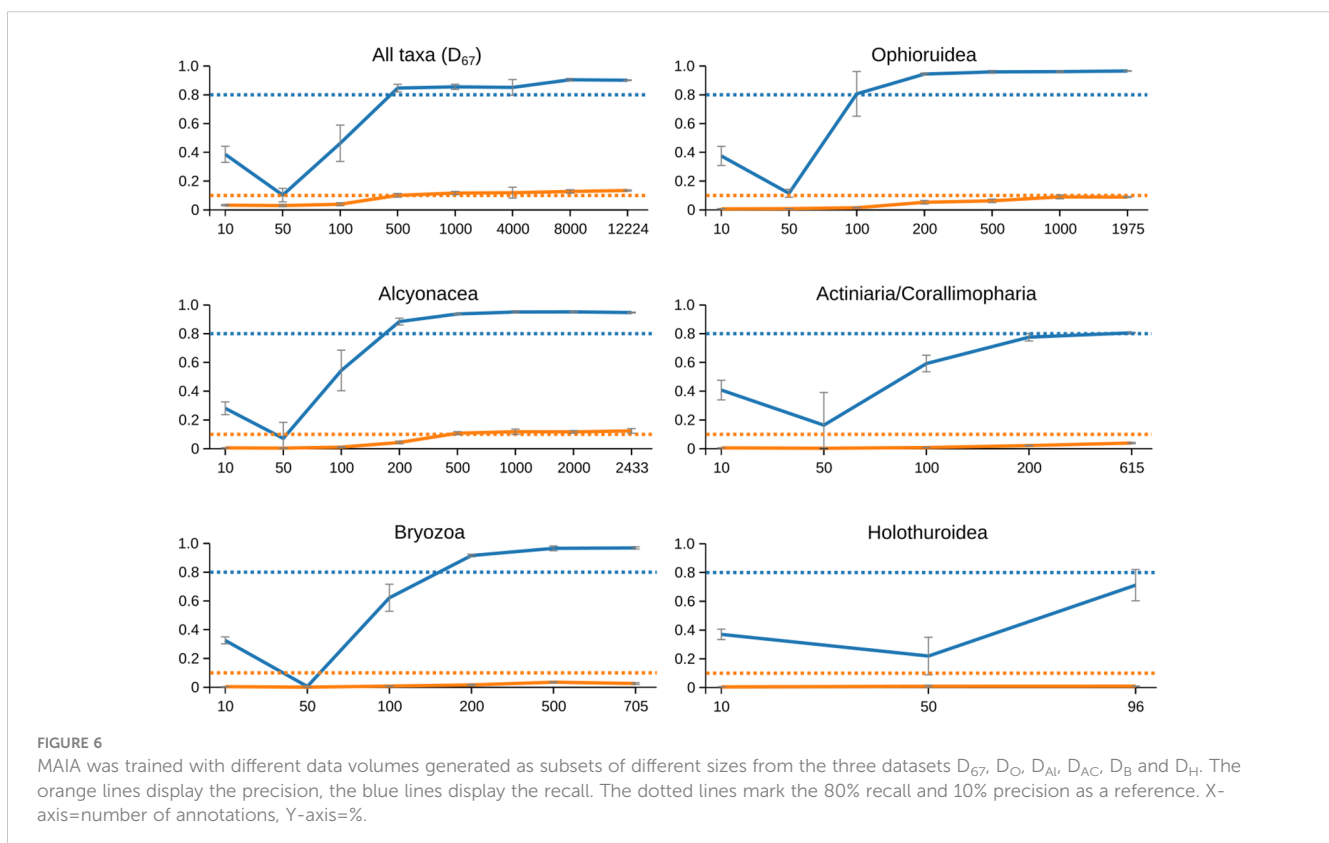 All taxa (D67)
1.0
0.8
0.6
0.4
0.2
0
10 50 100 500 1000 4000 8000 12224
Ophioruidea
1.0
0.8
0.6
0.4
0.2
0
10 50 100 200 500 1000 1975
Alcyonacea
1.0
0.8
0.6
0.4
0.2
0
10 50 100 200 500 1000 2000 2433
Actiniaria/Corallimopharia
1.0
0.8
0.6
0.4
0.2
0
10 50 100 200 615
Bryozoa
1.0
0.8
0.6
0.4
0.2
0
10 50 100 200 500 705
Holothuroidea
1.0
0.8
0.6
0.4
0.2
0
10 50 96
FIGURE 6
MAIA was trained with different data volumes generated as subsets of different sizes from the three datasets D67, DO, DAl, DAC, DB and DH. The
orange lines display the precision, the blue lines display the recall. The dotted lines mark the 80% recall and 10% precision as a reference. X-
axis=number of annotations, Y-axis=%.